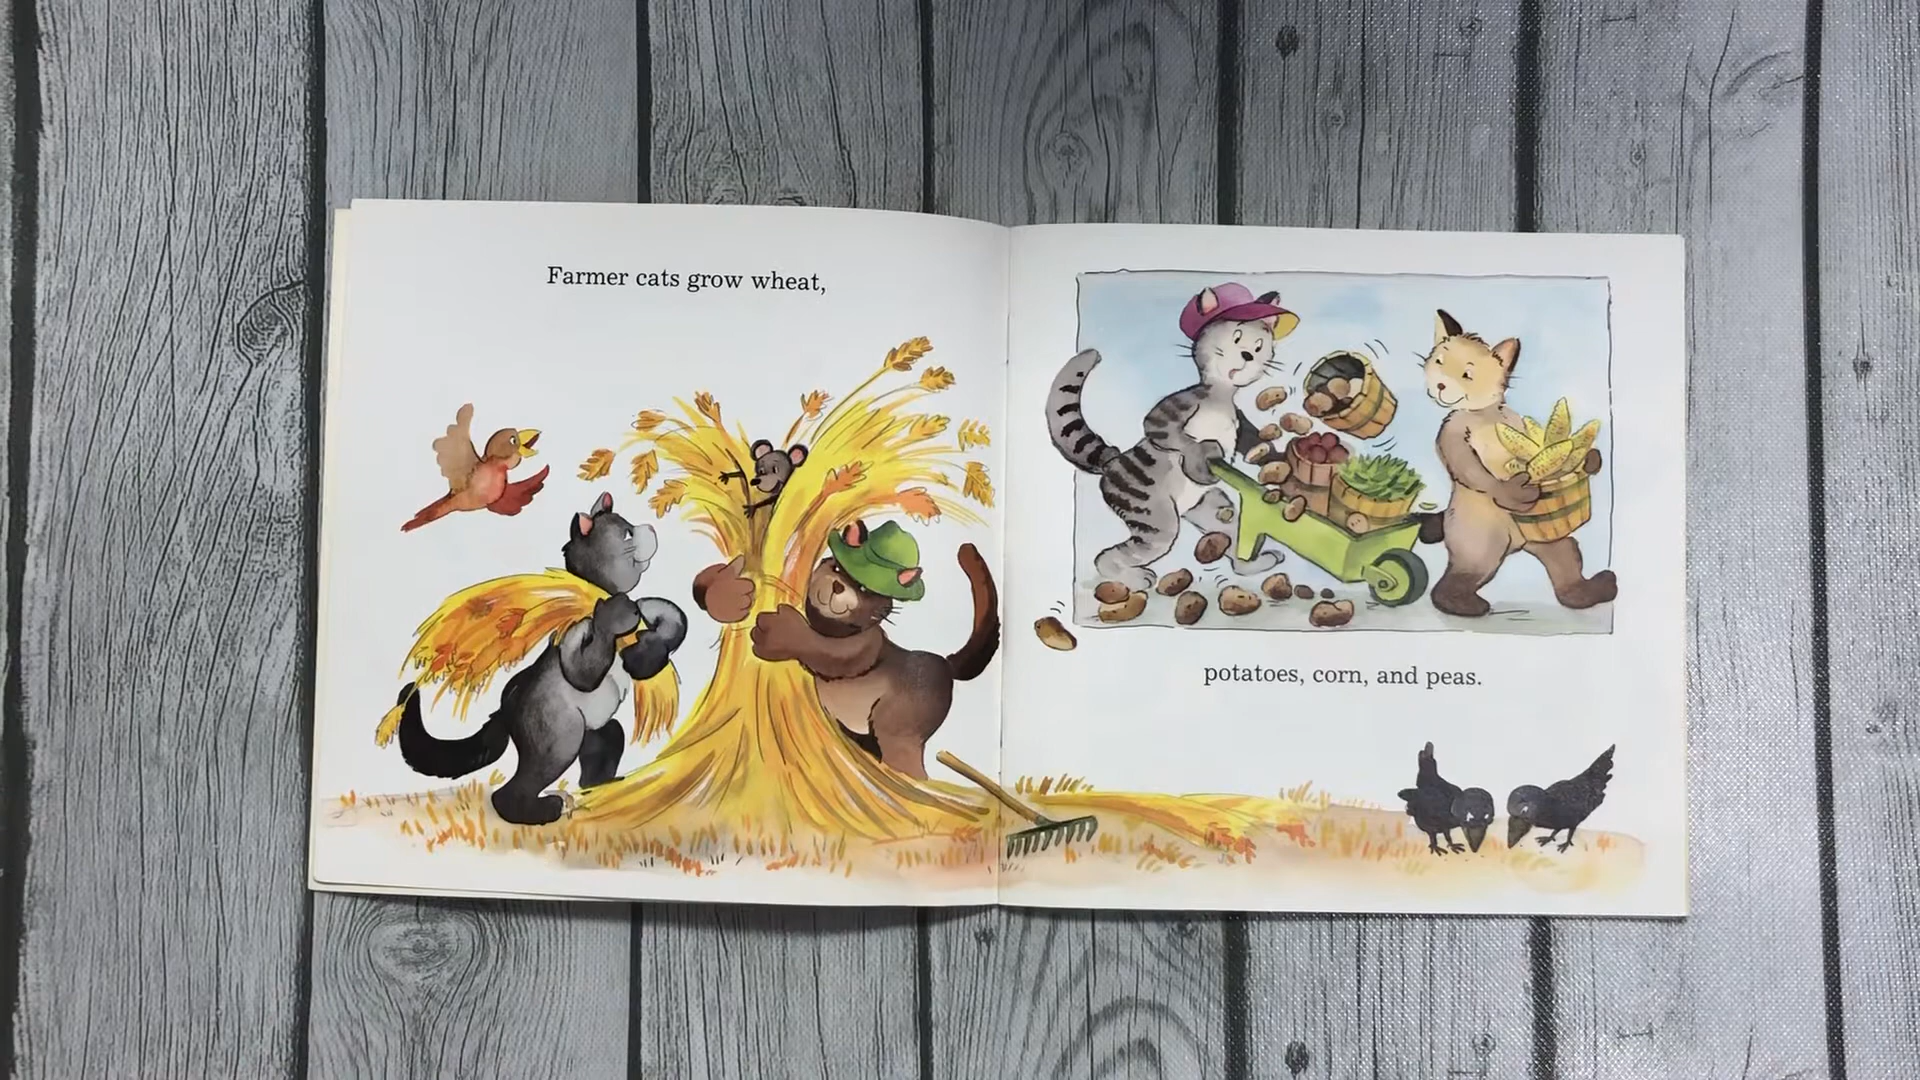 Farmer cats grow wheat,
potatoes, corn, and peas.